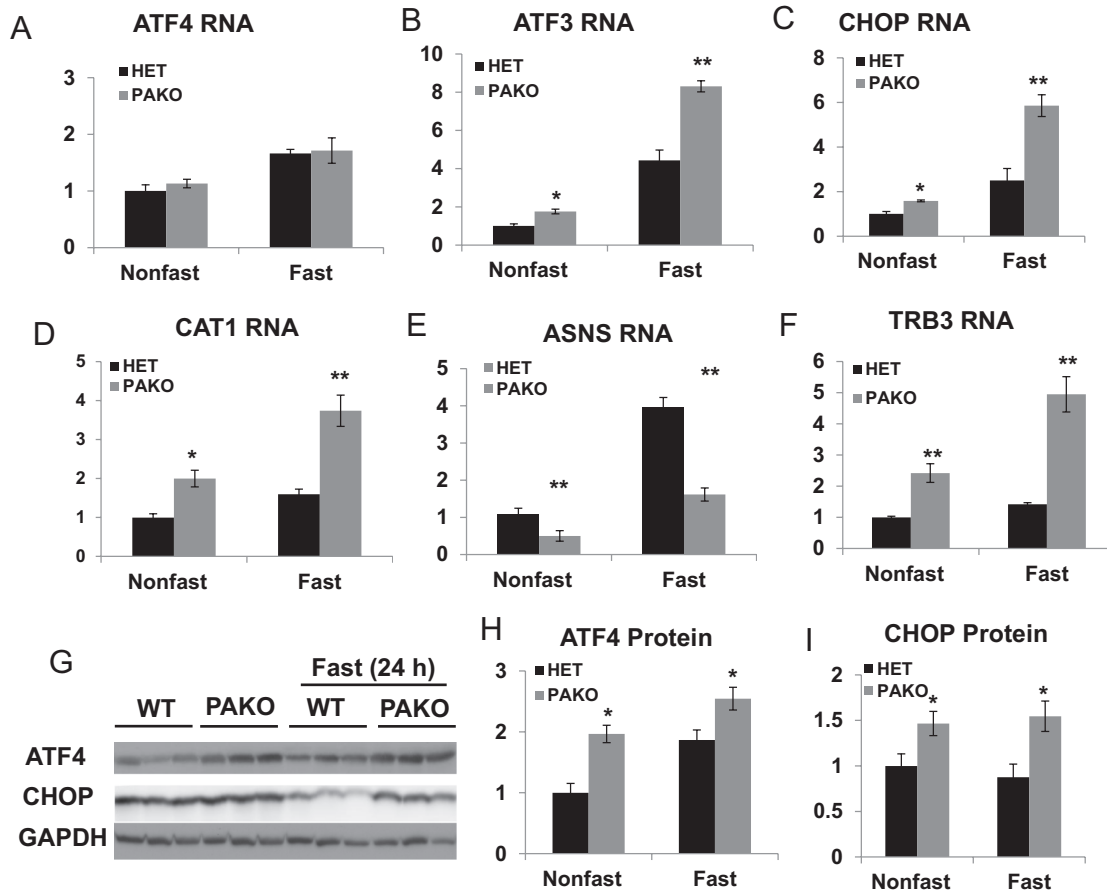 A
ATF4 RNA
HET
PAKO
3
2
1
0
Nonfast
Fast
B
ATF3 RNA
HET
PAKO
10
8
6
4
2
0
*
**
Nonfast
Fast
C
CHOP RNA
HET
PAKO
8
6
4
2
0
*
**
Nonfast
Fast
D
CAT1 RNA
HET
PAKO
5
4
3
2
1
0
*
**
Nonfast
Fast
E
ASNS RNA
HET
PAKO
5
4
3
2
1
0
**
**
Nonfast
Fast
F
TRB3 RNA
HET
PAKO
6
5
4
3
2
1
0
**
**
Nonfast
Fast
G
Fast (24 h)
WT PAKO WT PAKO
ATF4
CHOP
GAPDH
H
ATF4 Protein
HET
PAKO
3
2
1
0
*
*
Nonfast
Fast
I
CHOP Protein
HET
PAKO
2
1.5
1
0.5
0
*
*
Nonfast
Fast